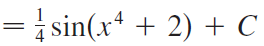 = 1/4 sin(x⁴ + 2) + C